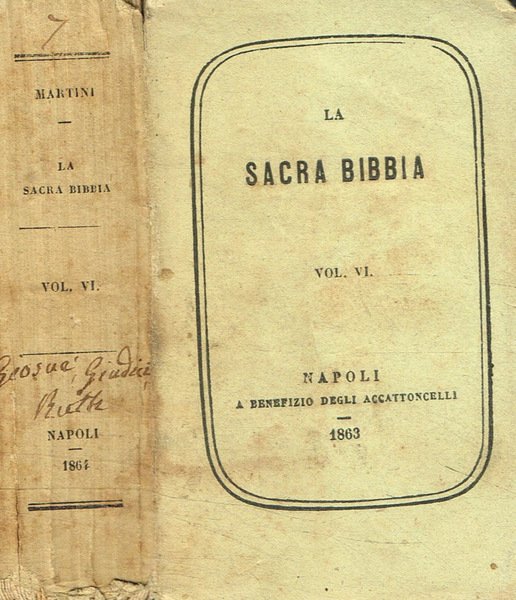 7
MARTINI
LA
SACRA BIBBIA
VOL. VI.
Giosuè, Giudici,
Ruth
NAPOLI
1864
LA
SACRA BIBBIA
VOL. VI.
NAPOLI
A BENEFIZIO DEGLI ACCATTONCELLI
1863